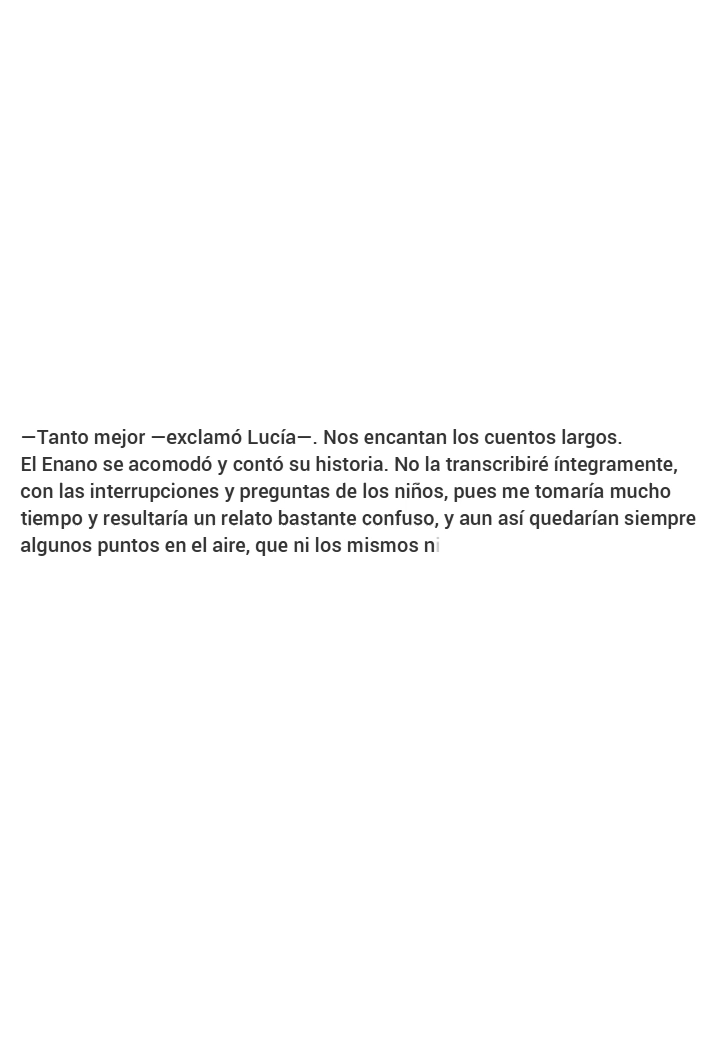 —Tanto mejor —exclamó Lucía—. Nos encantan los cuentos largos.
El Enano se acomodó y contó su historia. No la transcribiré íntegramente,
con las interrupciones y preguntas de los niños, pues me tomaría mucho
tiempo y resultaría un relato bastante confuso, y aun así quedarían siempre
algunos puntos en el aire, que ni los mismos ni